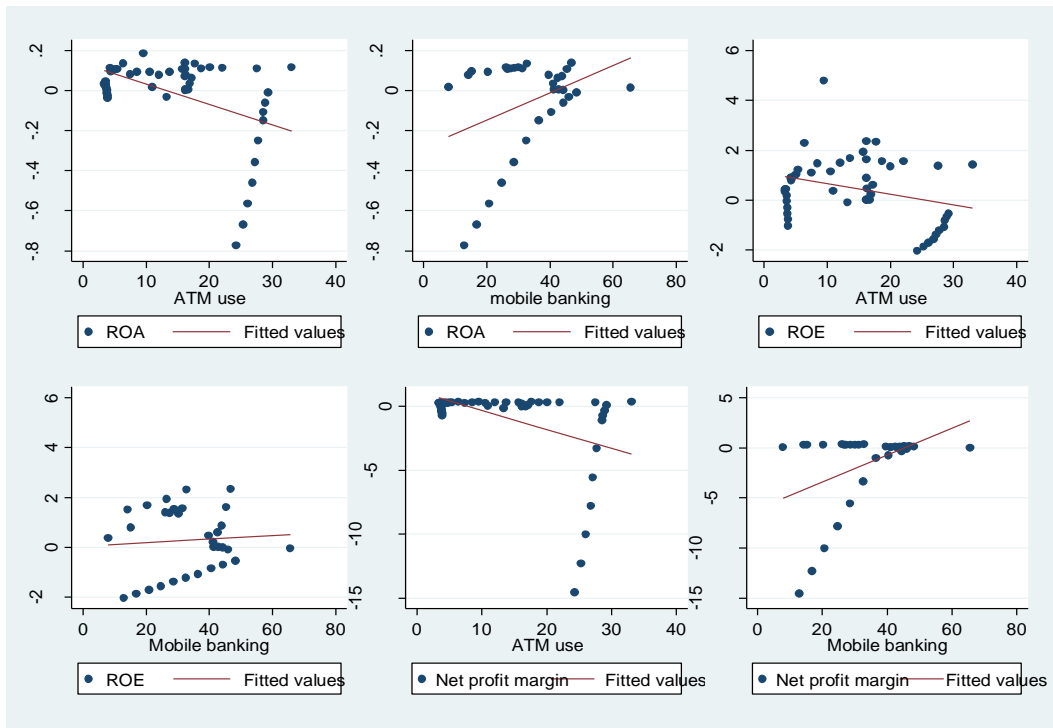 .2
0
-.2
-.4
-.6
-.8
0 10 20 30 40
ATM use
ROA Fitted values
.2
0
-.2
-.4
-.6
-.8
0 20 40 60 80
mobile banking
ROA Fitted values
6
4
2
0
-2
0 10 20 30 40
ATM use
ROE Fitted values
6
4
2
0
-2
0 20 40 60 80
Mobile banking
ROE Fitted values
0
-5
-10
-15
0 10 20 30 40
ATM use
Net profit margin Fitted values
5
0
-5
-10
-15
0 20 40 60 80
Mobile banking
Net profit margin Fitted values